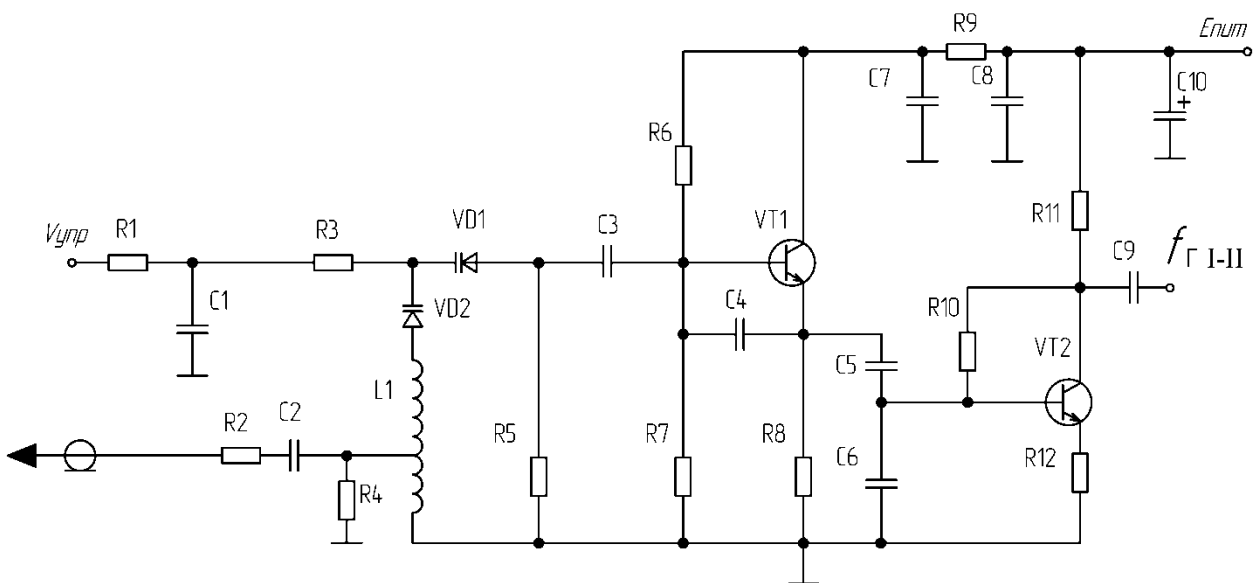 R9
Eпит
C7
C8
C10
+
R6
R11
VD1
VT1
C3
R3
R1
Vупр
C9
fГ I-II
C1
VD2
C4
R10
VT2
L1
C5
C2
R2
R5
R7
R8
C6
R12
R4